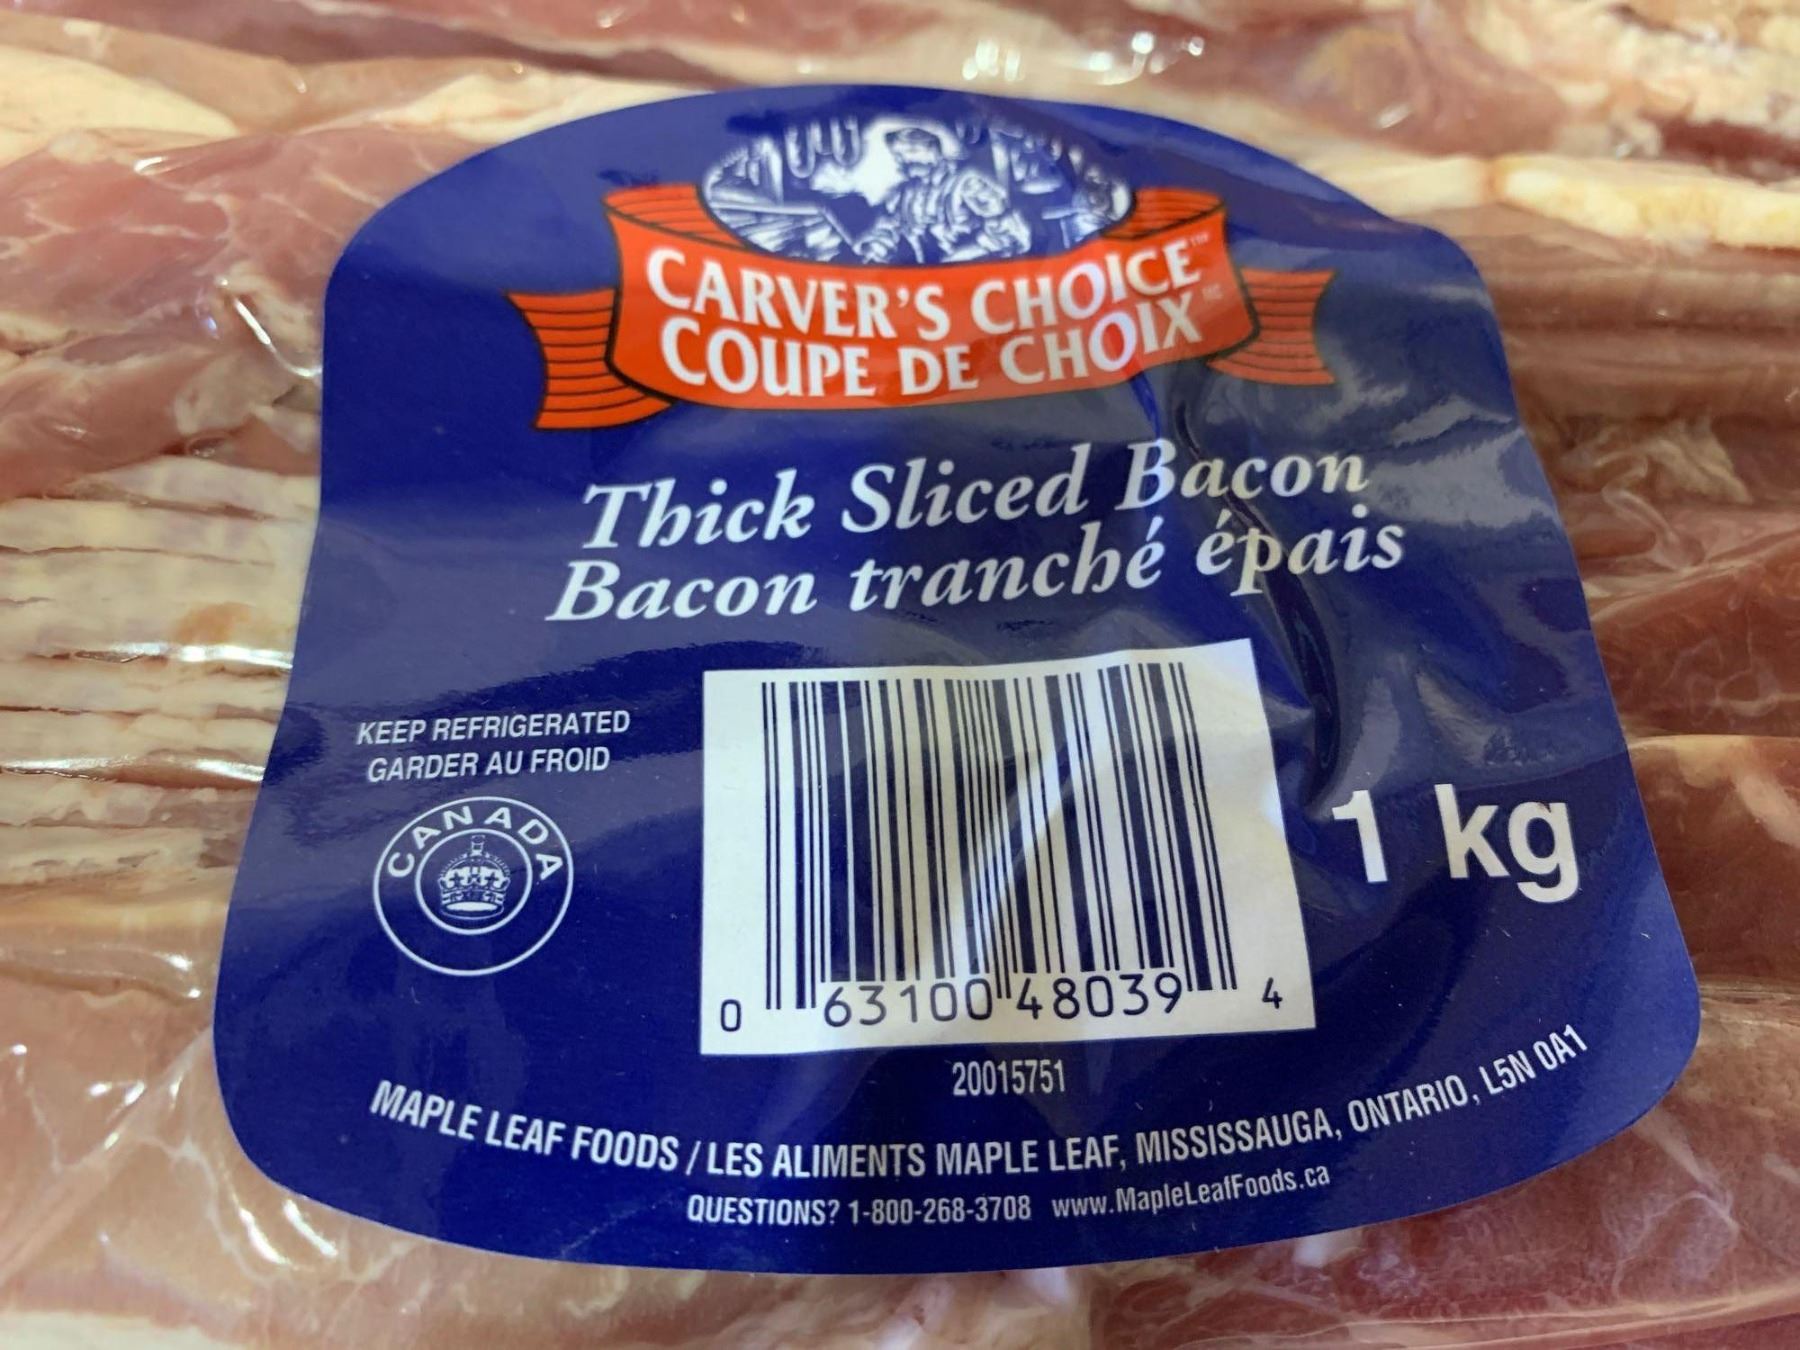 CARVER'S CHOICE™
COUPE DE CHOIX MC
Thick Sliced Bacon
Bacon tranché épais
KEEP REFRIGERATED
GARDER AU FROID
CANADA
1 kg
0 63100 48039 4
20015751
MAPLE LEAF FOODS / LES ALIMENTS MAPLE LEAF, MISSISSAUGA, ONTARIO, L5N 0A1
QUESTIONS? 1-800-268-3708 www.MapleLeafFoods.ca